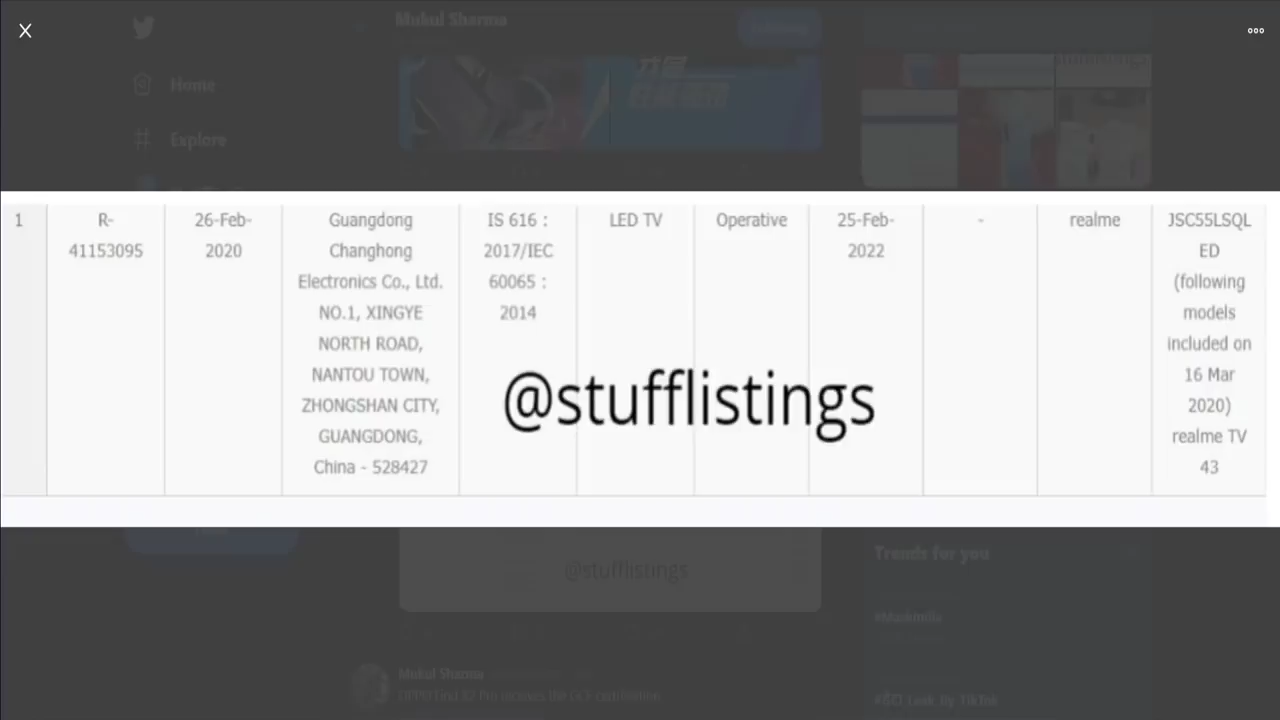 Mukul Sharma
Home
Explore
1
R-
41153095
26-Feb-
2020
Guangdong
Changhong
Electronics Co., Ltd.
NO.1, XINGYE
NORTH ROAD,
NANTOU TOWN,
ZHONGSHAN CITY,
GUANGDONG,
China - 528427
IS 616 :
2017/IEC
60065 :
2014
LED TV
Operative
25-Feb-
2022
-
-
realme
JSC55LSQL
ED
(following
models
included on
16 Mar
2020)
realme TV
43
@stufflistings
@stufflistings
Trends for you
Mukul Sharma